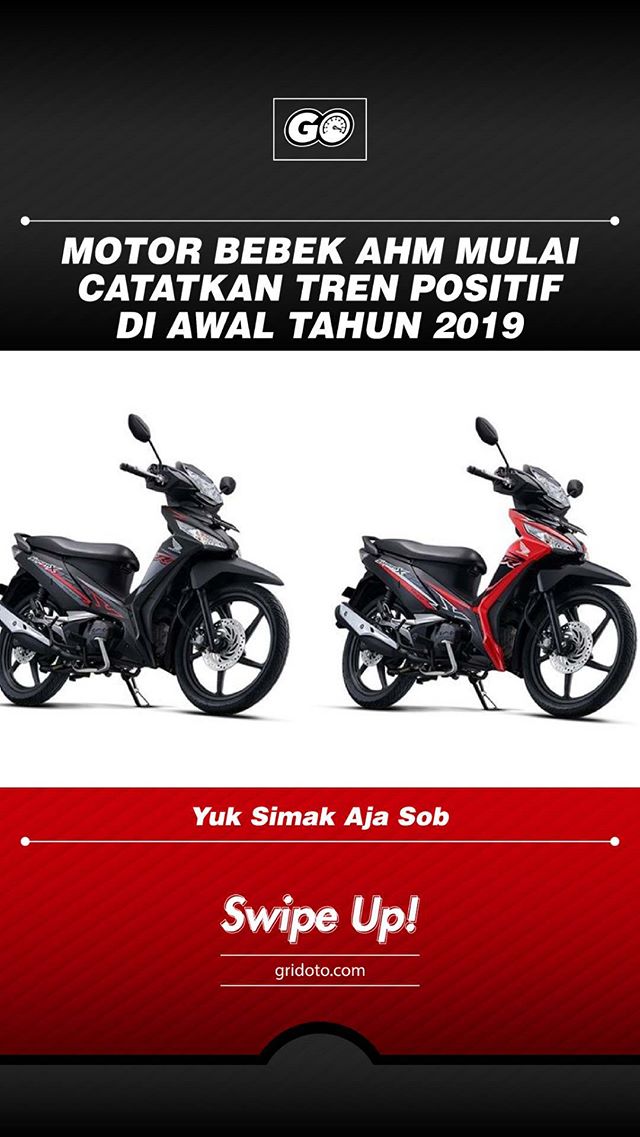 GO
MOTOR BEBEK AHM MULAI
CATATKAN TREN POSITIF
DI AWAL TAHUN 2019
Yuk Simak Aja Sob
Swipe Up!
gridoto.com